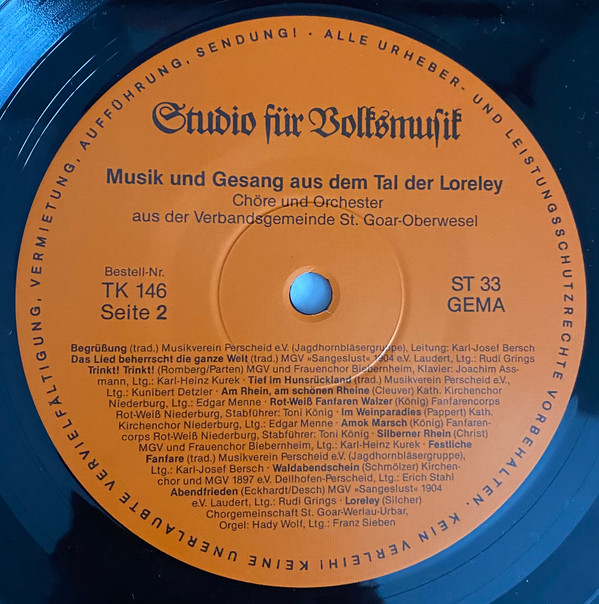 KEINE UNERLAUBTE VERVIELFÄLTIGUNG, VERMIETUNG, AUFFÜHRUNG, SENDUNG! · ALLE URHEBER- UND LEISTUNGSSCHUTZRECHTE VORBEHALTEN. KEIN VERLEIH!
Studio für Volksmusik
Musik und Gesang aus dem Tal der Loreley
Chöre und Orchester
aus der Verbandsgemeinde St. Goar-Oberwesel
Bestell-Nr.
TK 146
Seite 2
ST 33
GEMA
Begrüßung (trad.) Musikverein Perscheid e.V. (Jagdhornbläsergruppe), Leitung: Karl-Josef Bersch
Das Lied beherrscht die ganze Welt (trad.) MGV »Sangeslust« 1904 e.V. Laudert, Ltg.: Rudi Grings
Trinkt! Trinkt! (Romberg/Parten) MGV und Frauenchor Biebernheim, Klavier: Joachim Ass-
mann, Ltg.: Karl-Heinz Kurek · Tief im Hunsrückland (trad.) Musikverein Perscheid e.V.,
Ltg.: Kunibert Detzler · Am Rhein, am schönen Rheine (Cleuver) Kath. Kirchenchor
Niederburg, Ltg.: Edgar Menne · Rot-Weiß Fanfaren Walzer (König) Fanfarencorps
Rot-Weiß Niederburg, Stabführer: Toni König · Im Weinparadies (Pappert) Kath.
Kirchenchor Niederburg, Ltg.: Edgar Menne · Amok Marsch (König) Fanfaren-
corps Rot-Weiß Niederburg, Stabführer: Toni König · Silberner Rhein (Christ)
MGV und Frauenchor Biebernheim, Ltg.: Karl-Heinz Kurek · Festliche
Fanfare (trad.) Musikverein Perscheid e.V. (Jagdhornbläsergruppe),
Ltg.: Karl-Josef Bersch · Waldabendschein (Schmölzer) Kirchen-
chor und MGV 1897 e.V. Dellhofen-Perscheid, Ltg.: Erich Stahl
Abendfrieden (Eckhardt/Desch) MGV »Sangeslust« 1904
e.V. Laudert, Ltg.: Rudi Grings · Loreley (Silcher)
Chorgemeinschaft St. Goar-Werlau-Urbar,
Orgel: Hady Wolf, Ltg.: Franz Sieben